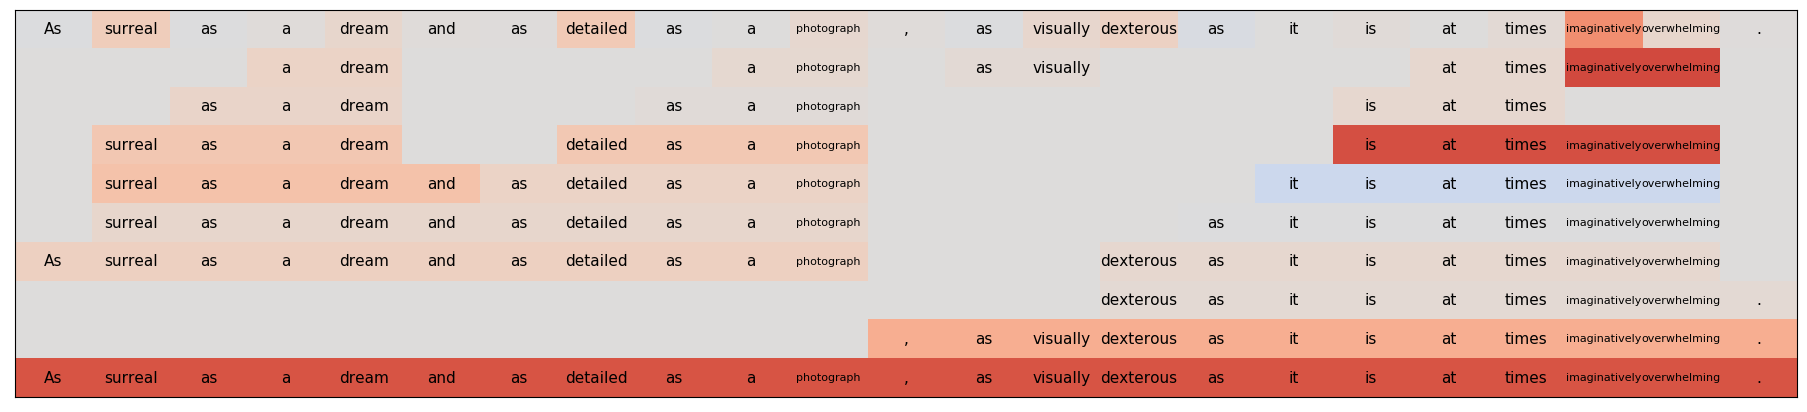 As surreal as a dream and as detailed as a photograph , as visually dexterous as it is at times imaginatively overwhelming .
a dream a photograph as visually at times imaginatively overwhelming
as a dream as a photograph is at times
surreal as a dream detailed as a photograph is at times imaginatively overwhelming
surreal as a dream and as detailed as a photograph it is at times imaginatively overwhelming
surreal as a dream and as detailed as a photograph as it is at times imaginatively overwhelming
As surreal as a dream and as detailed as a photograph dexterous as it is at times imaginatively overwhelming
dexterous as it is at times imaginatively overwhelming .
, as visually dexterous as it is at times imaginatively overwhelming .
As surreal as a dream and as detailed as a photograph , as visually dexterous as it is at times imaginatively overwhelming .